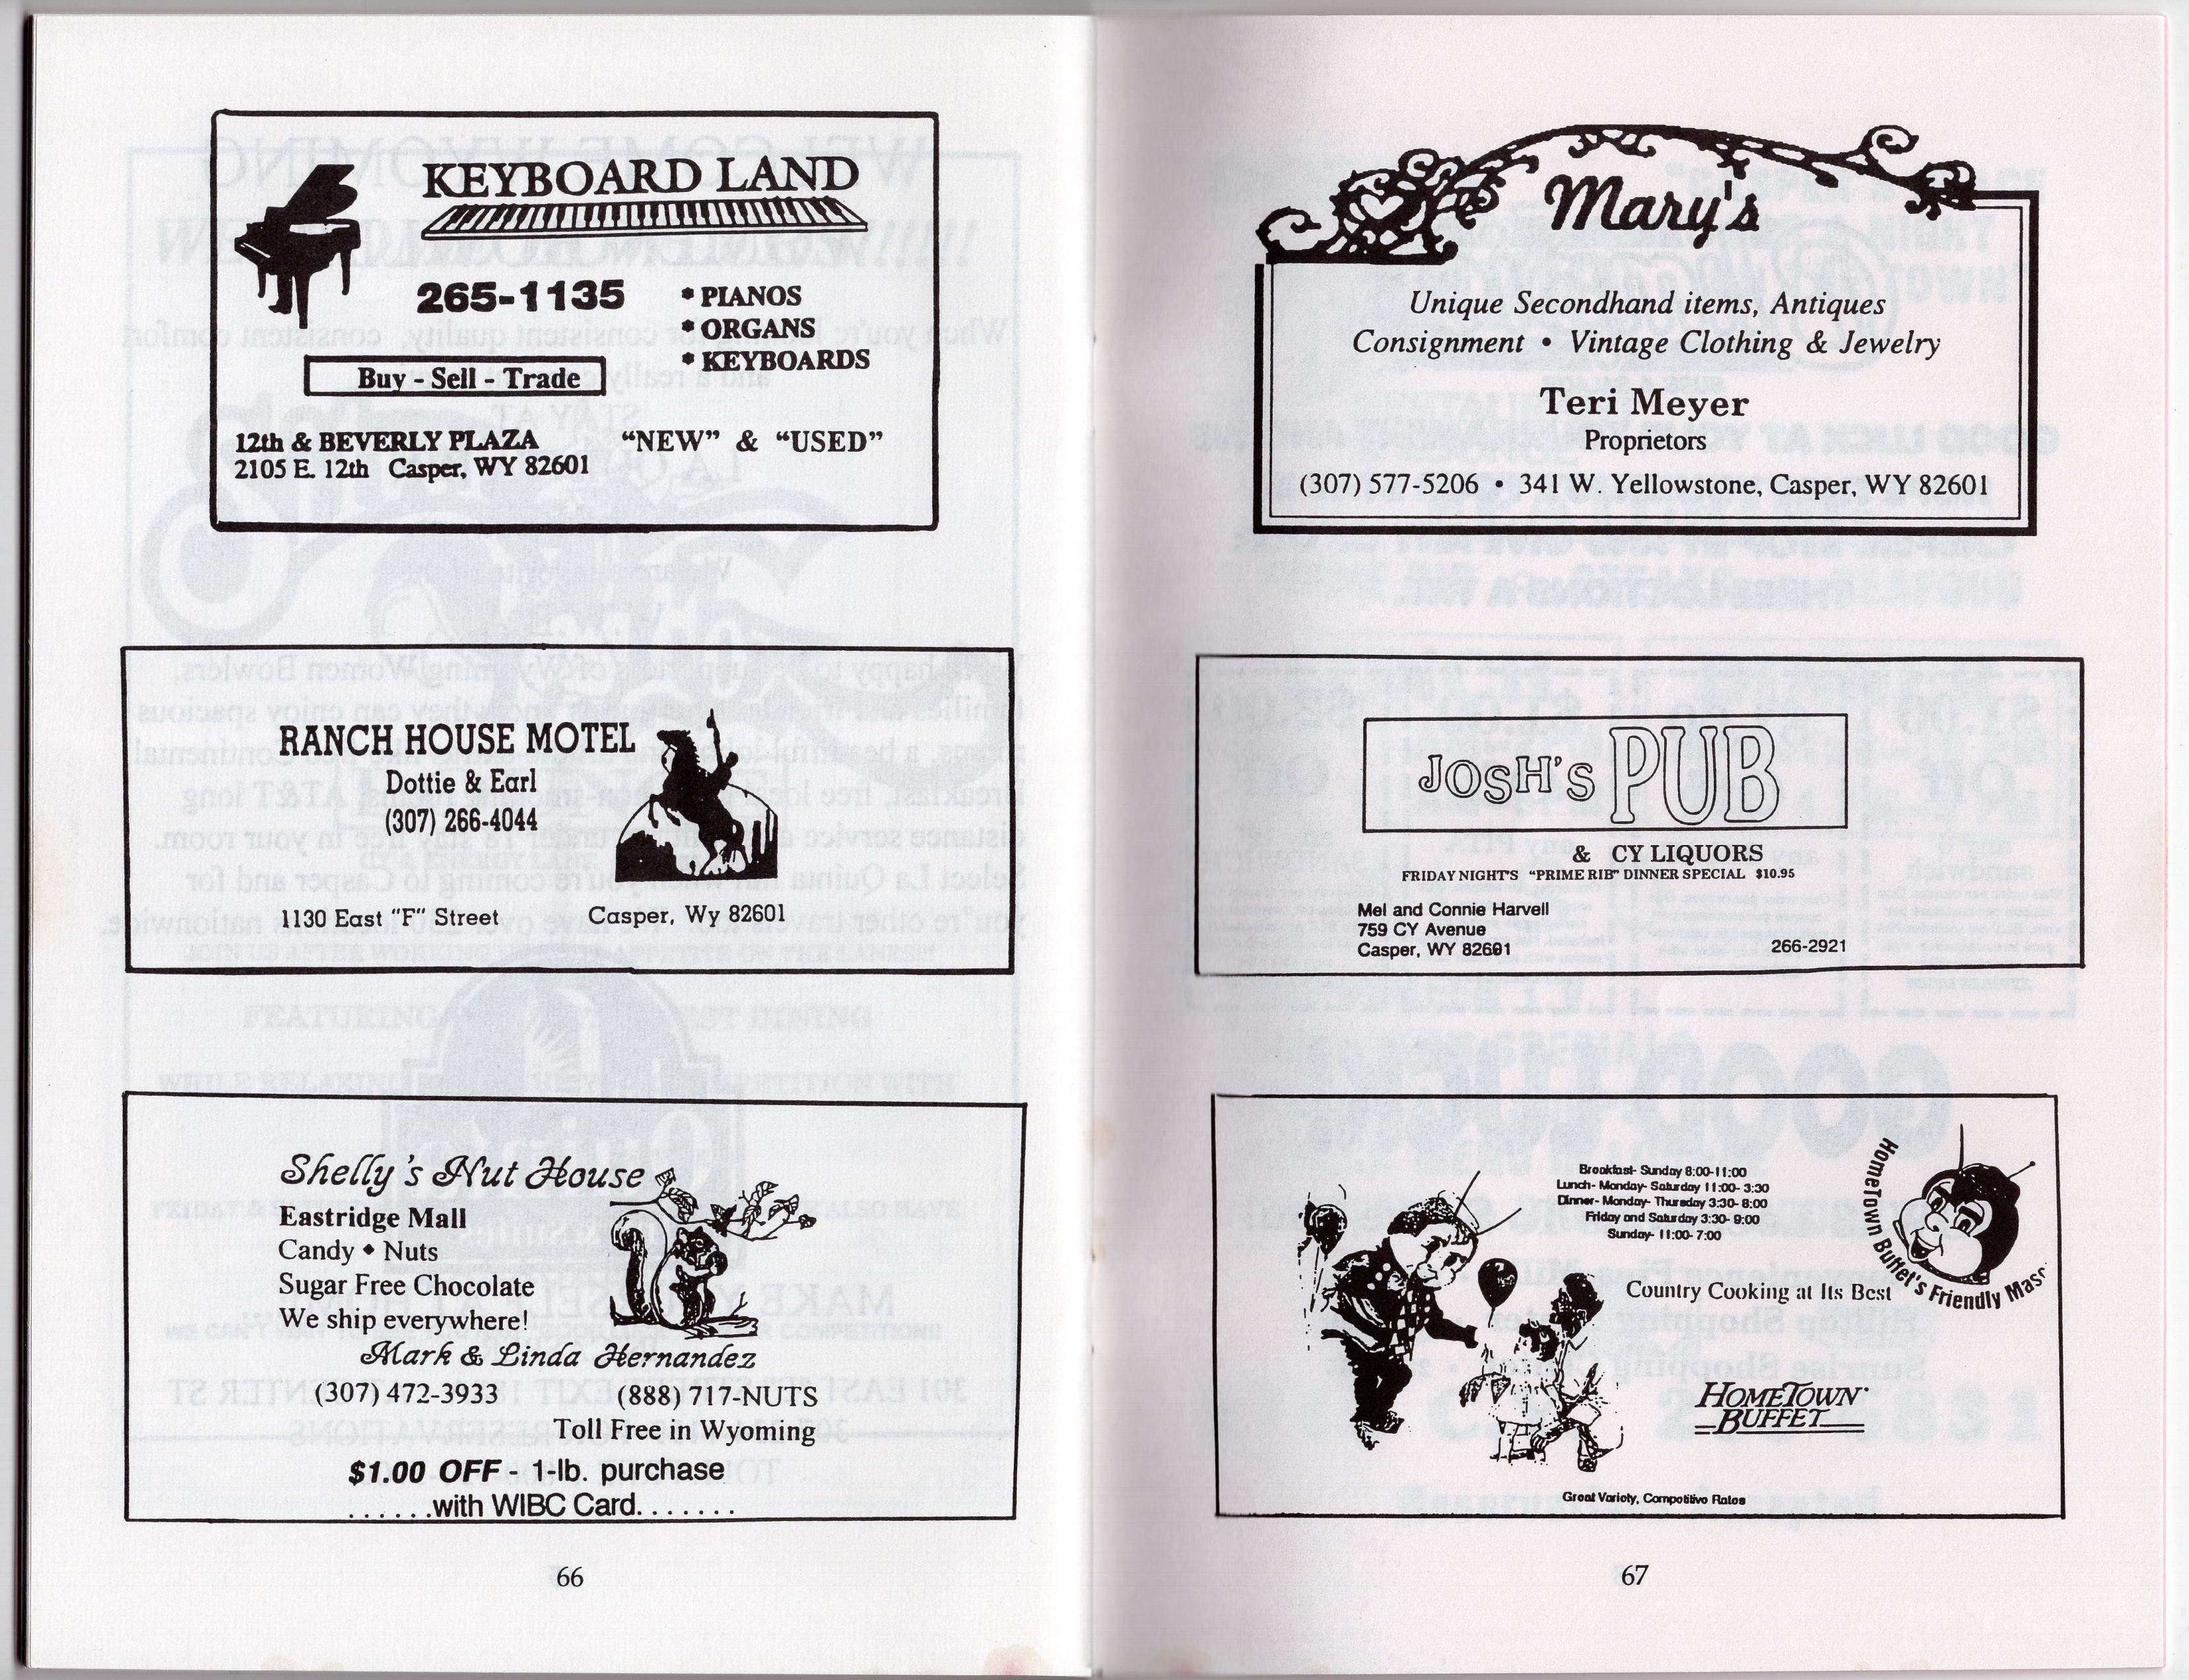 KEYBOARD LAND
265-1135
* PIANOS
* ORGANS
* KEYBOARDS
Buy - Sell - Trade
12th & BEVERLY PLAZA
2105 E. 12th Casper, WY 82601
“NEW” & “USED”
RANCH HOUSE MOTEL
Dottie & Earl
(307) 266-4044
1130 East "F" Street
Casper, Wy 82601
Shelly's Nut House
Eastridge Mall
Candy • Nuts
Sugar Free Chocolate
We ship everywhere!
Mark & Linda Hernandez
(307) 472-3933 (888) 717-NUTS
Toll Free in Wyoming
$1.00 OFF - 1-lb. purchase
......with WIBC Card.......
66
Mary's
Unique Secondhand items, Antiques
Consignment • Vintage Clothing & Jewelry
Teri Meyer
Proprietors
(307) 577-5206 • 341 W. Yellowstone, Casper, WY 82601
JOSH'S PUB
& CY LIQUORS
FRIDAY NIGHT'S "PRIME RIB" DINNER SPECIAL $10.95
Mel and Connie Harvell
759 CY Avenue
Casper, WY 82601
266-2921
Breakfast- Sunday 8:00-11:00
Lunch- Monday- Saturday 11:00- 3:30
Dinner- Monday- Thursday 3:30- 8:00
Friday and Saturday 3:30- 9:00
Sunday- 11:00- 7:00
HomeTown Buffet's Friendly Masc
Country Cooking at Its Best
HOMETOWN
BUFFET
Great Variety, Competitive Rates
67